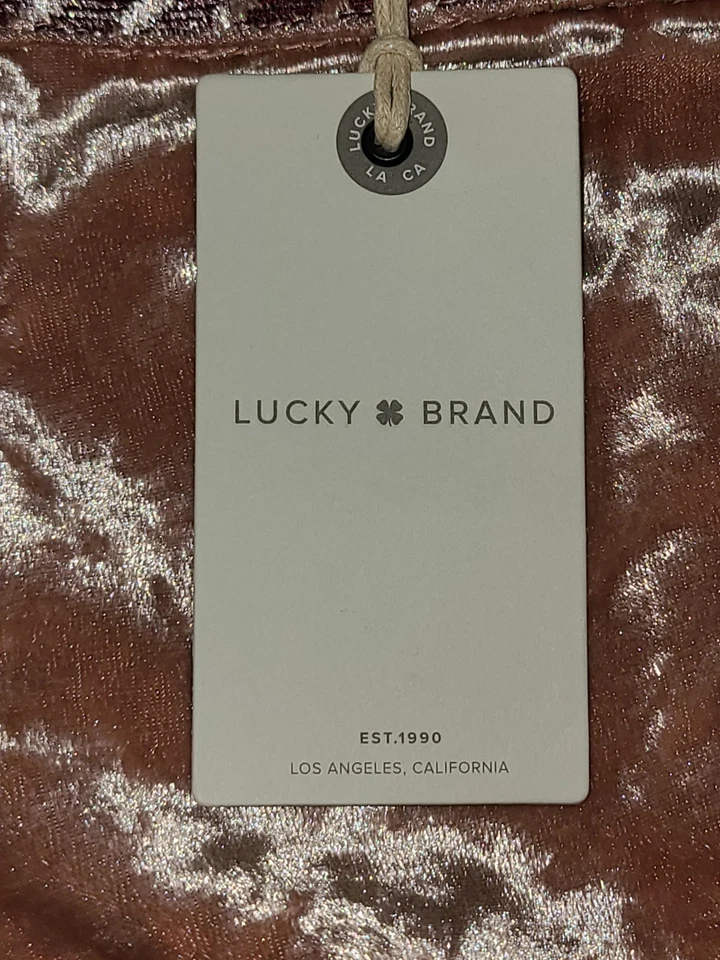 LUCKY BRAND
LA CA
LUCKY BRAND
EST.1990
LOS ANGELES, CALIFORNIA